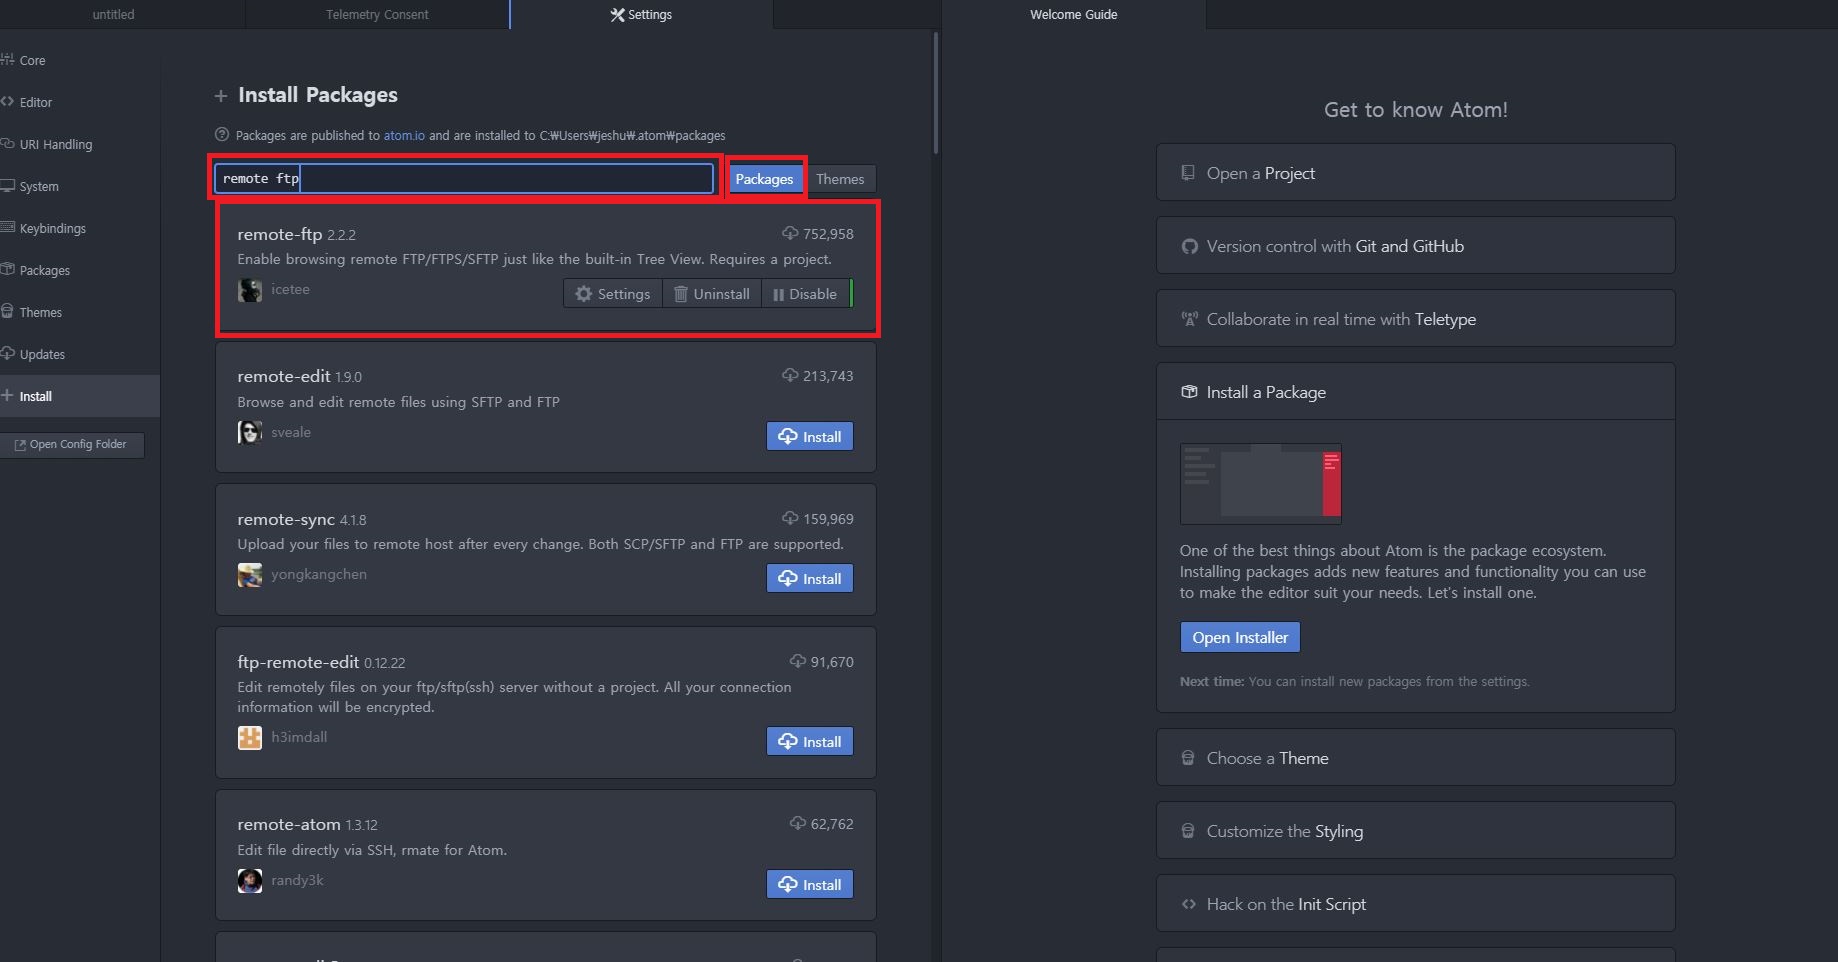 untitled
Telemetry Consent
Settings
Welcome Guide
Core
Editor
URI Handling
System
Keybindings
Packages
Themes
Updates
Install
Open Config Folder
Install Packages
Packages are published to atom.io and are installed to C:₩Users₩jeshu₩.atom₩packages
remote ftp
Packages
Themes
remote-ftp 2.2.2
752,958
Enable browsing remote FTP/FTPS/SFTP just like the built-in Tree View. Requires a project.
icetee
Settings
Uninstall
Disable
remote-edit 1.9.0
213,743
Browse and edit remote files using SFTP and FTP
sveale
Install
remote-sync 4.1.8
159,969
Upload your files to remote host after every change. Both SCP/SFTP and FTP are supported.
yongkangchen
Install
ftp-remote-edit 0.12.22
91,670
Edit remotely files on your ftp/sftp(ssh) server without a project. All your connection
information will be encrypted.
h3imdall
Install
remote-atom 1.3.12
62,762
Edit file directly via SSH, rmate for Atom.
randy3k
Install
Get to know Atom!
Open a Project
Version control with Git and GitHub
Collaborate in real time with Teletype
Install a Package
One of the best things about Atom is the package ecosystem.
Installing packages adds new features and functionality you can use
to make the editor suit your needs. Let's install one.
Open Installer
Next time: You can install new packages from the settings.
Choose a Theme
Customize the Styling
Hack on the Init Script